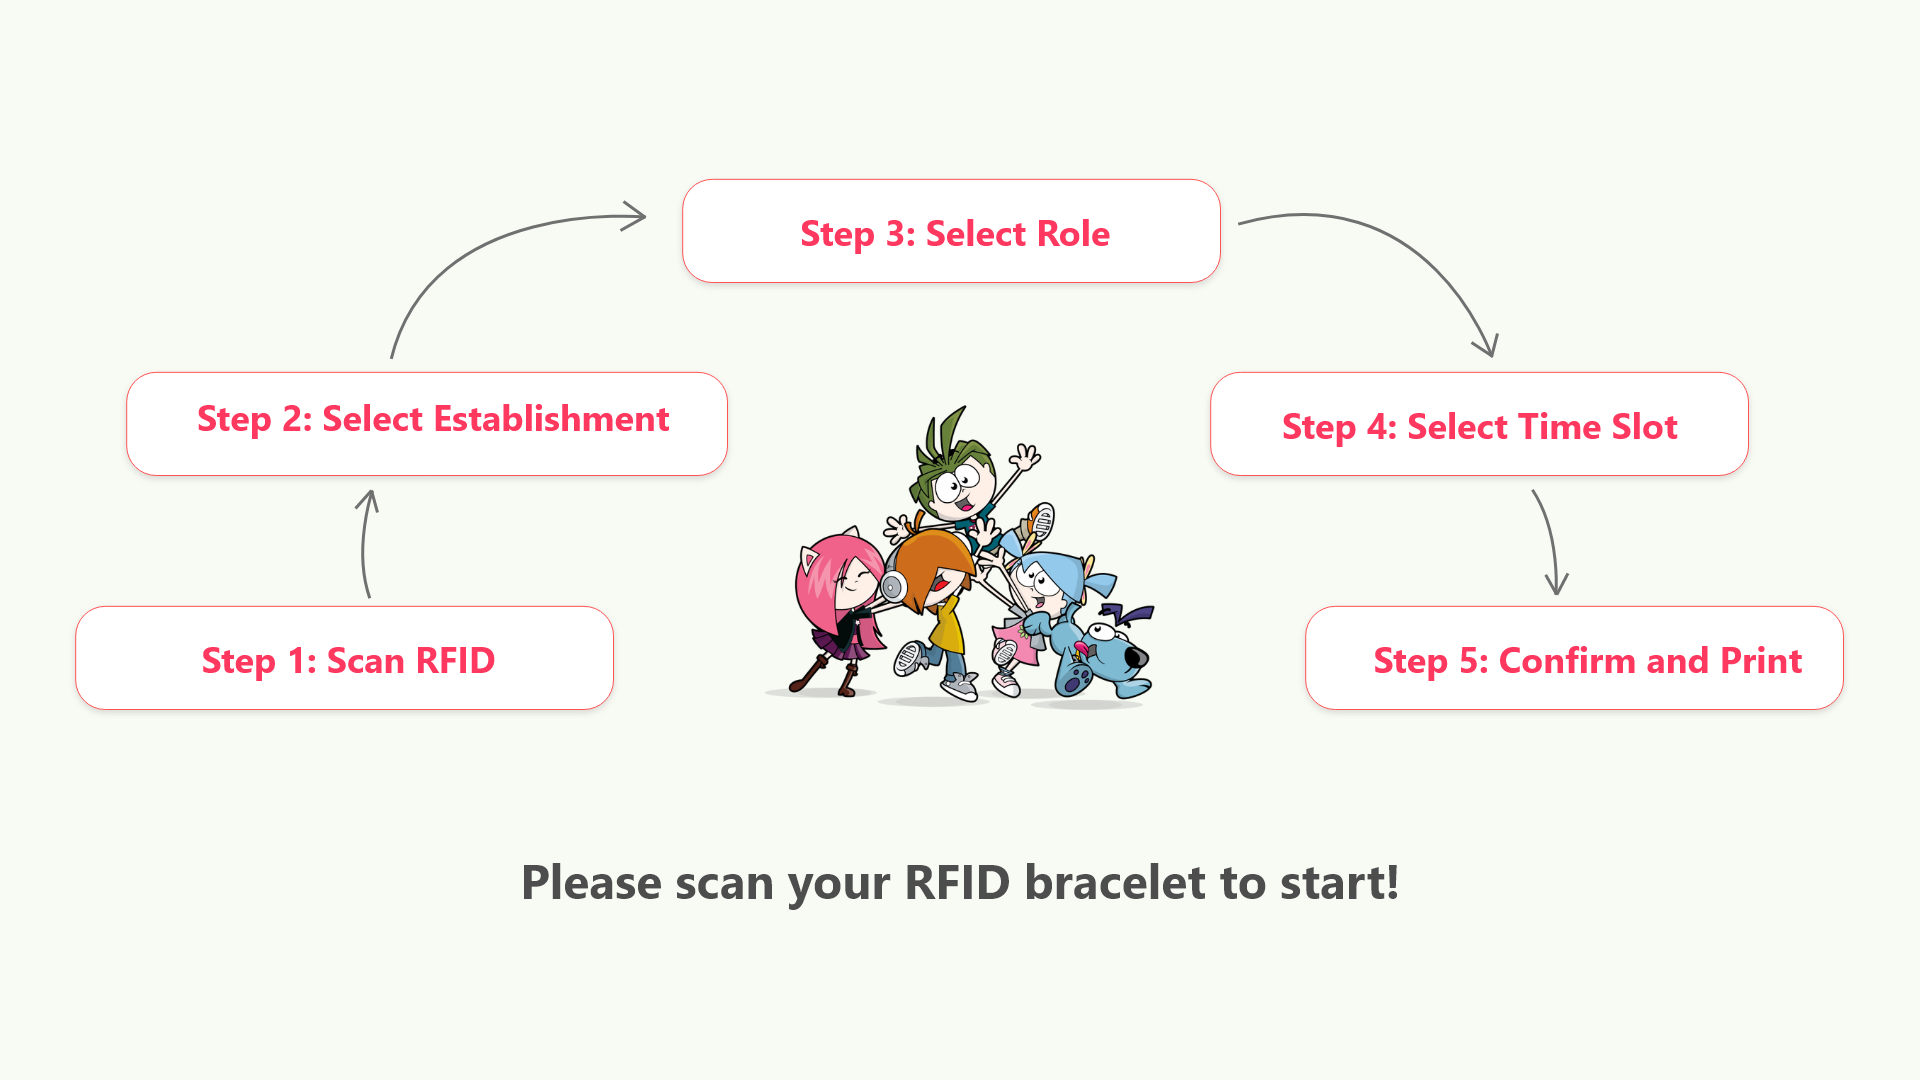 Step 1: Scan RFID
Step 2: Select Establishment
Step 3: Select Role
Step 4: Select Time Slot
Step 5: Confirm and Print
Please scan your RFID bracelet to start!